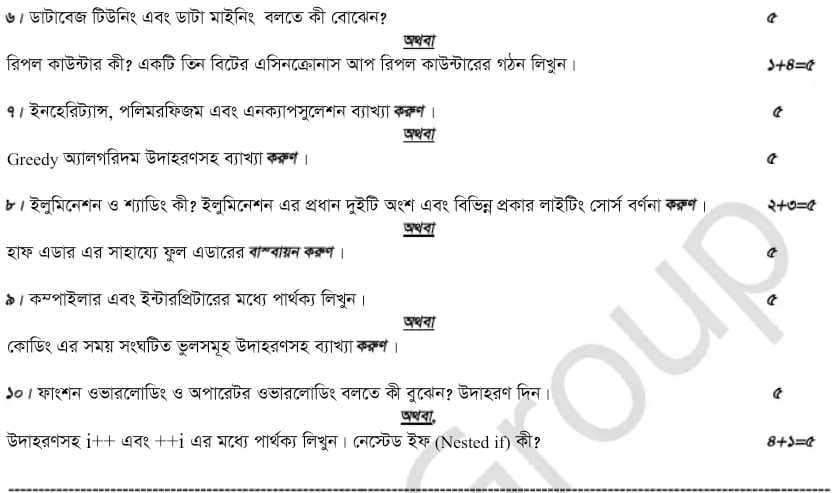 ৬। ডাটাবেজ টিউনিং এবং ডাটা মাইনিং বলতে কী বোঝেন? ৫
অথবা
রিপল কাউন্টার কী? একটি তিন বিটের এসিনক্রোনাস আপ রিপল কাউন্টারের গঠন লিখুন। ১+৪=৫
৭। ইনহেরিট্যান্স, পলিমরফিজম এবং এনক্যাপসুলেশন ব্যাখ্যা করুণ। ৫
অথবা
Greedy অ্যালগরিদম উদাহরণসহ ব্যাখ্যা করুণ। ৫
৮। ইলুমিনেশন ও শ্যাডিং কী? ইলুমিনেশন এর প্রধান দুইটি অংশ এবং বিভিন্ন প্রকার লাইটিং সোর্স বর্ণনা করুণ। ২+৩=৫
অথবা
হাফ এডার এর সাহায্যে ফুল এডারের বাস্তবায়ন করুণ। ৫
৯। কম্পাইলার এবং ইন্টারপ্রিটারের মধ্যে পার্থক্য লিখুন। ৫
অথবা
কোডিং এর সময় সংঘটিত ভুলসমূহ উদাহরণসহ ব্যাখ্যা করুণ।
১০। ফাংশন ওভারলোডিং ও অপারেটর ওভারলোডিং বলতে কী বুঝেন? উদাহরণ দিন। ৫
অথবা,
উদাহরণসহ i++ এবং ++i এর মধ্যে পার্থক্য লিখুন। নেস্টেড ইফ (Nested if) কী? ৪+১=৫
Group